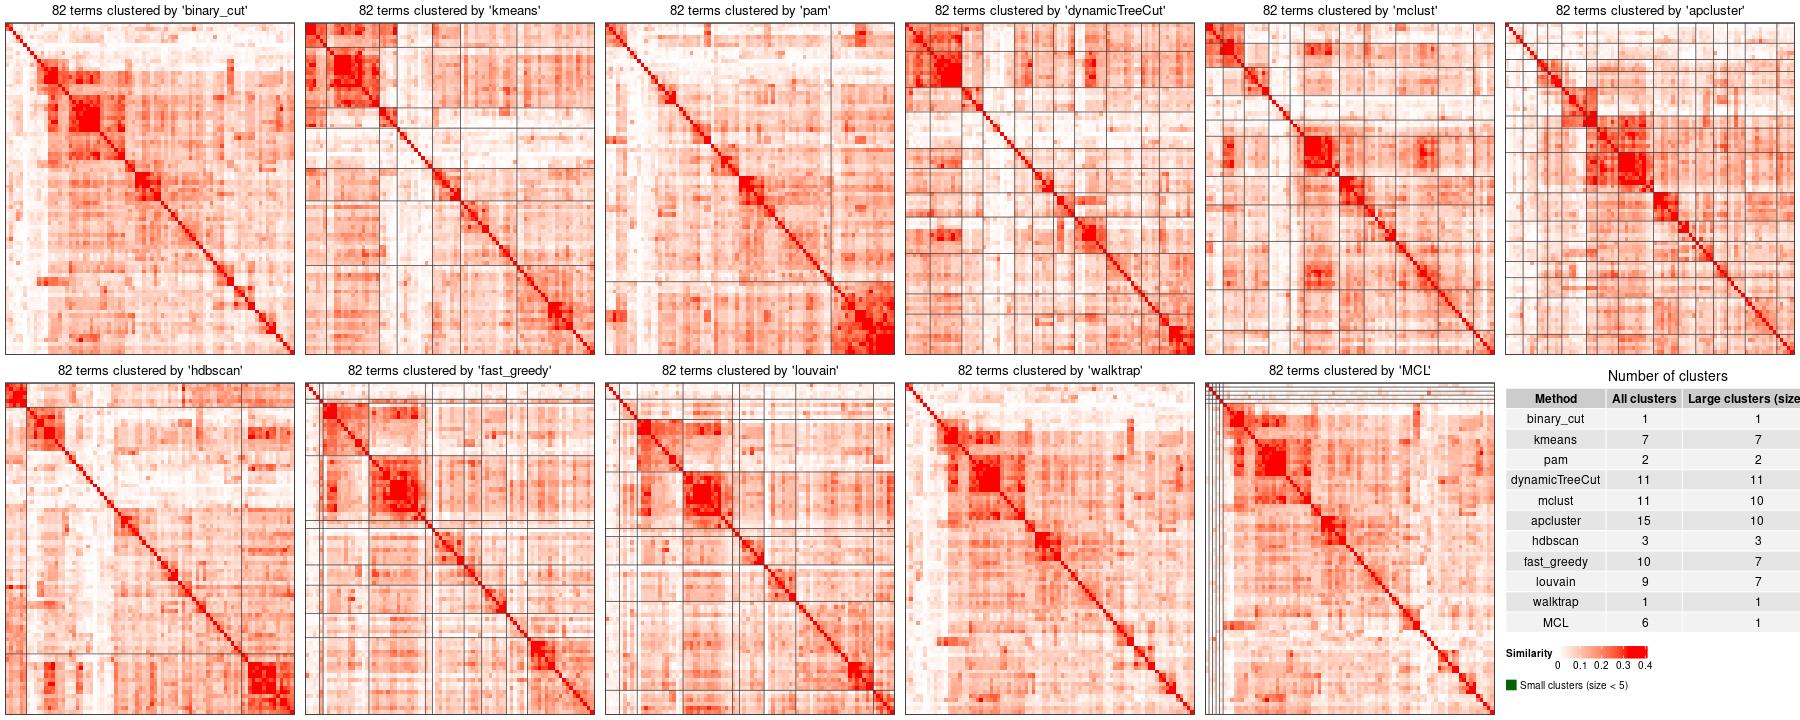 82 terms clustered by 'binary_cut'
82 terms clustered by 'kmeans'
82 terms clustered by 'pam'
82 terms clustered by 'dynamicTreeCut'
82 terms clustered by 'mclust'
82 terms clustered by 'apcluster'
82 terms clustered by 'hdbscan'
82 terms clustered by 'fast_greedy'
82 terms clustered by 'louvain'
82 terms clustered by 'walktrap'
82 terms clustered by 'MCL'
Number of clusters
Method All clusters Large clusters (size
binary_cut 1 1
kmeans 7 7
pam 2 2
dynamicTreeCut 11 11
mclust 11 10
apcluster 15 10
hdbscan 3 3
fast_greedy 10 7
louvain 9 7
walktrap 1 1
MCL 6 1
Similarity
0 0.1 0.2 0.3 0.4
Small clusters (size < 5)